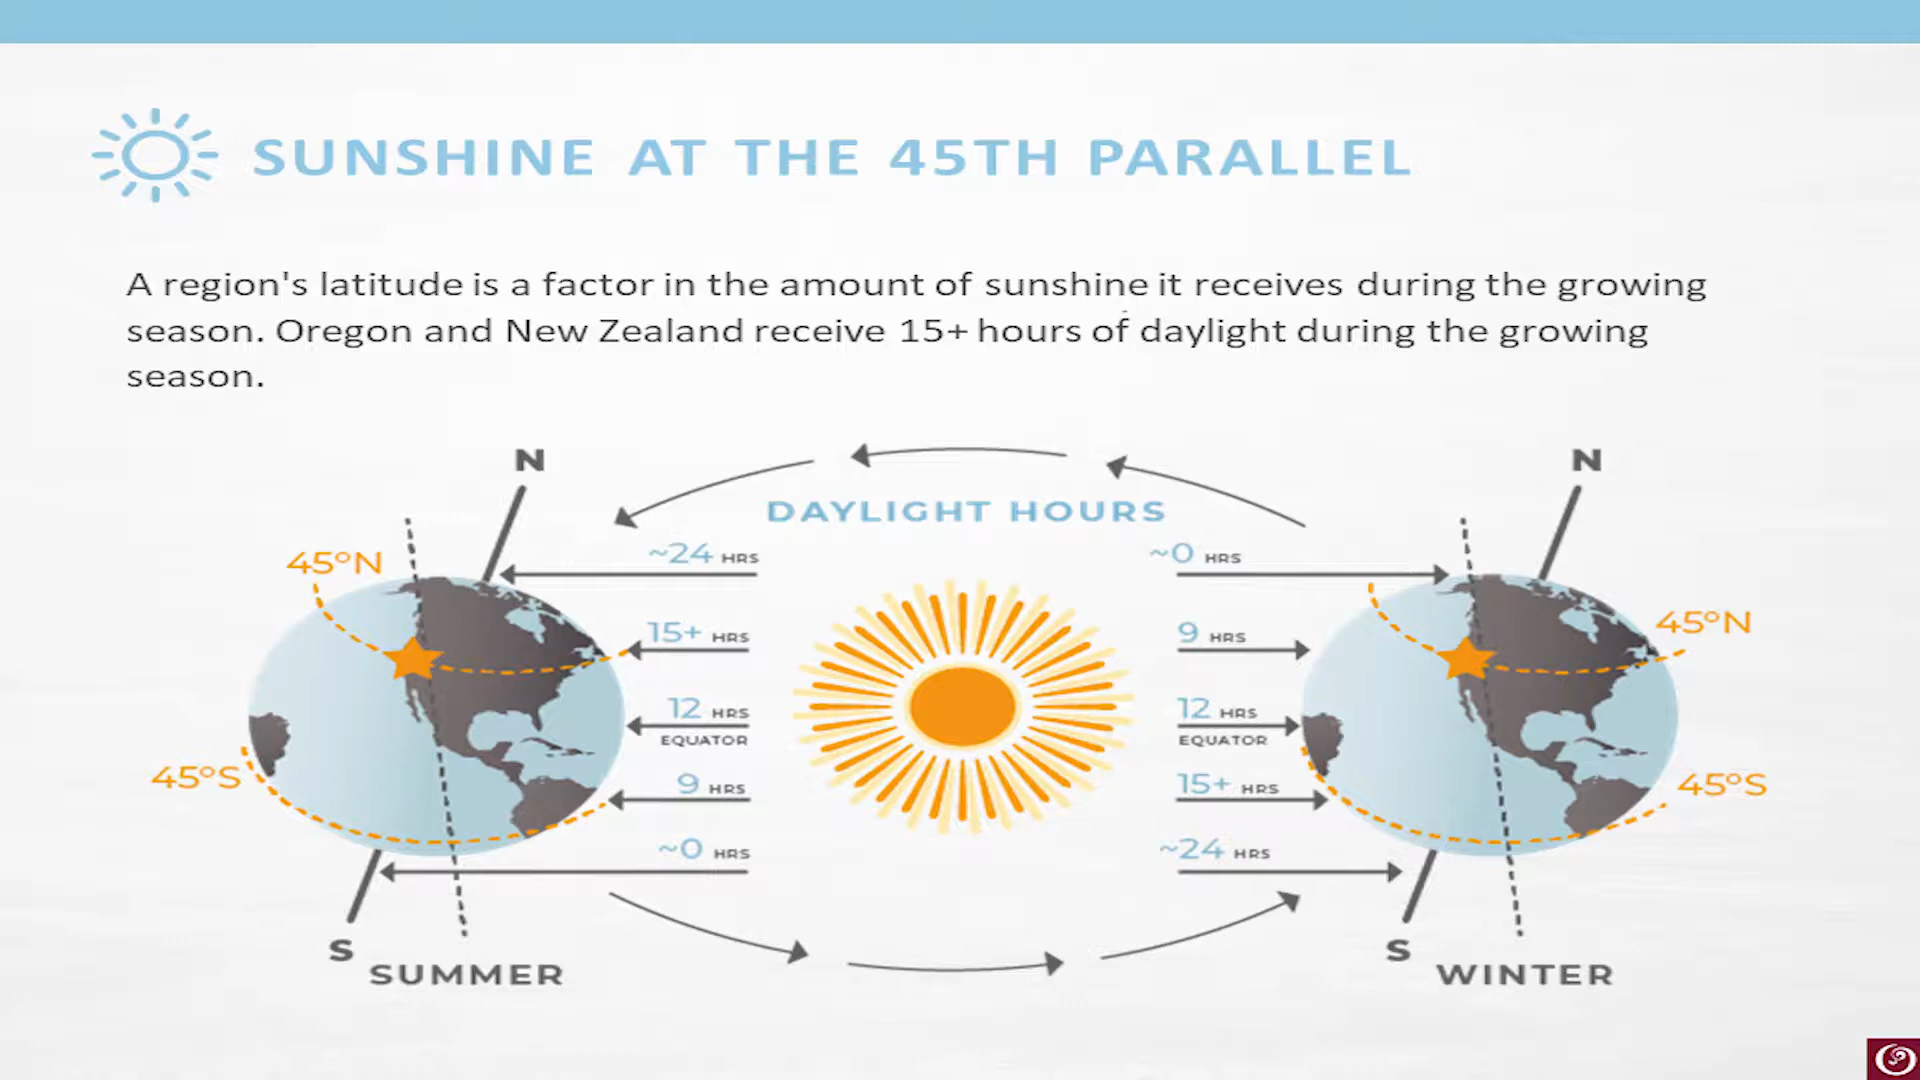 SUNSHINE AT THE 45TH PARALLEL
A region's latitude is a factor in the amount of sunshine it receives during the growing
season. Oregon and New Zealand receive 15+ hours of daylight during the growing
season.
N
N
DAYLIGHT HOURS
45°N
~24 HRS
~0 HRS
15+ HRS
9 HRS
45°N
12 HRS
EQUATOR
12 HRS
EQUATOR
45°S
9 HRS
15+ HRS
45°S
~0 HRS
~24 HRS
S
SUMMER
S
WINTER